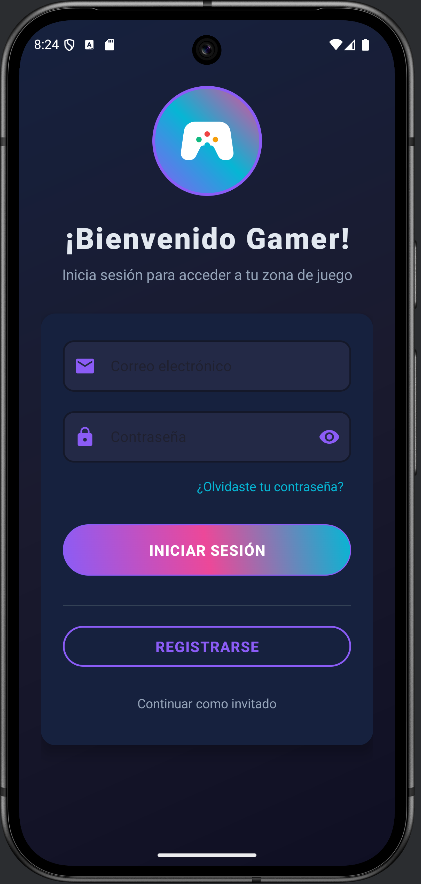 8:24
¡Bienvenido Gamer!
Inicia sesión para acceder a tu zona de juego
Correo electrónico
Contraseña
¿Olvidaste tu contraseña?
INICIAR SESIÓN
REGISTRARSE
Continuar como invitado